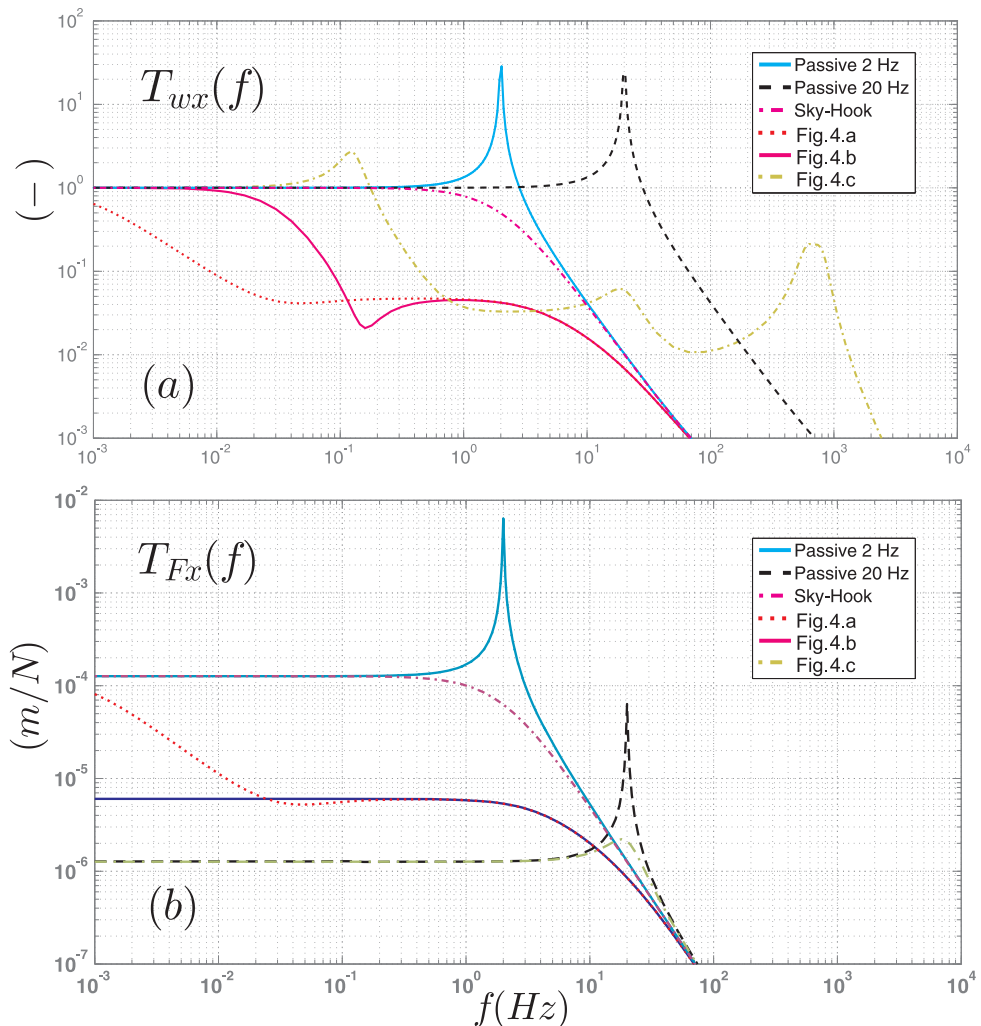 10^2
10^1
10^0
10^-1
10^-2
10^-3
(−)
T_wx(f)
(a)
Passive 2 Hz
Passive 20 Hz
Sky-Hook
Fig.4.a
Fig.4.b
Fig.4.c
10^-3 10^-2 10^-1 10^0 10^1 10^2 10^3 10^4
10^-2
10^-3
10^-4
10^-5
10^-6
10^-7
(m/N)
T_Fx(f)
(b)
Passive 2 Hz
Passive 20 Hz
Sky-Hook
Fig.4.a
Fig.4.b
Fig.4.c
10^-3 10^-2 10^-1 10^0 10^1 10^2 10^3 10^4
f(Hz)